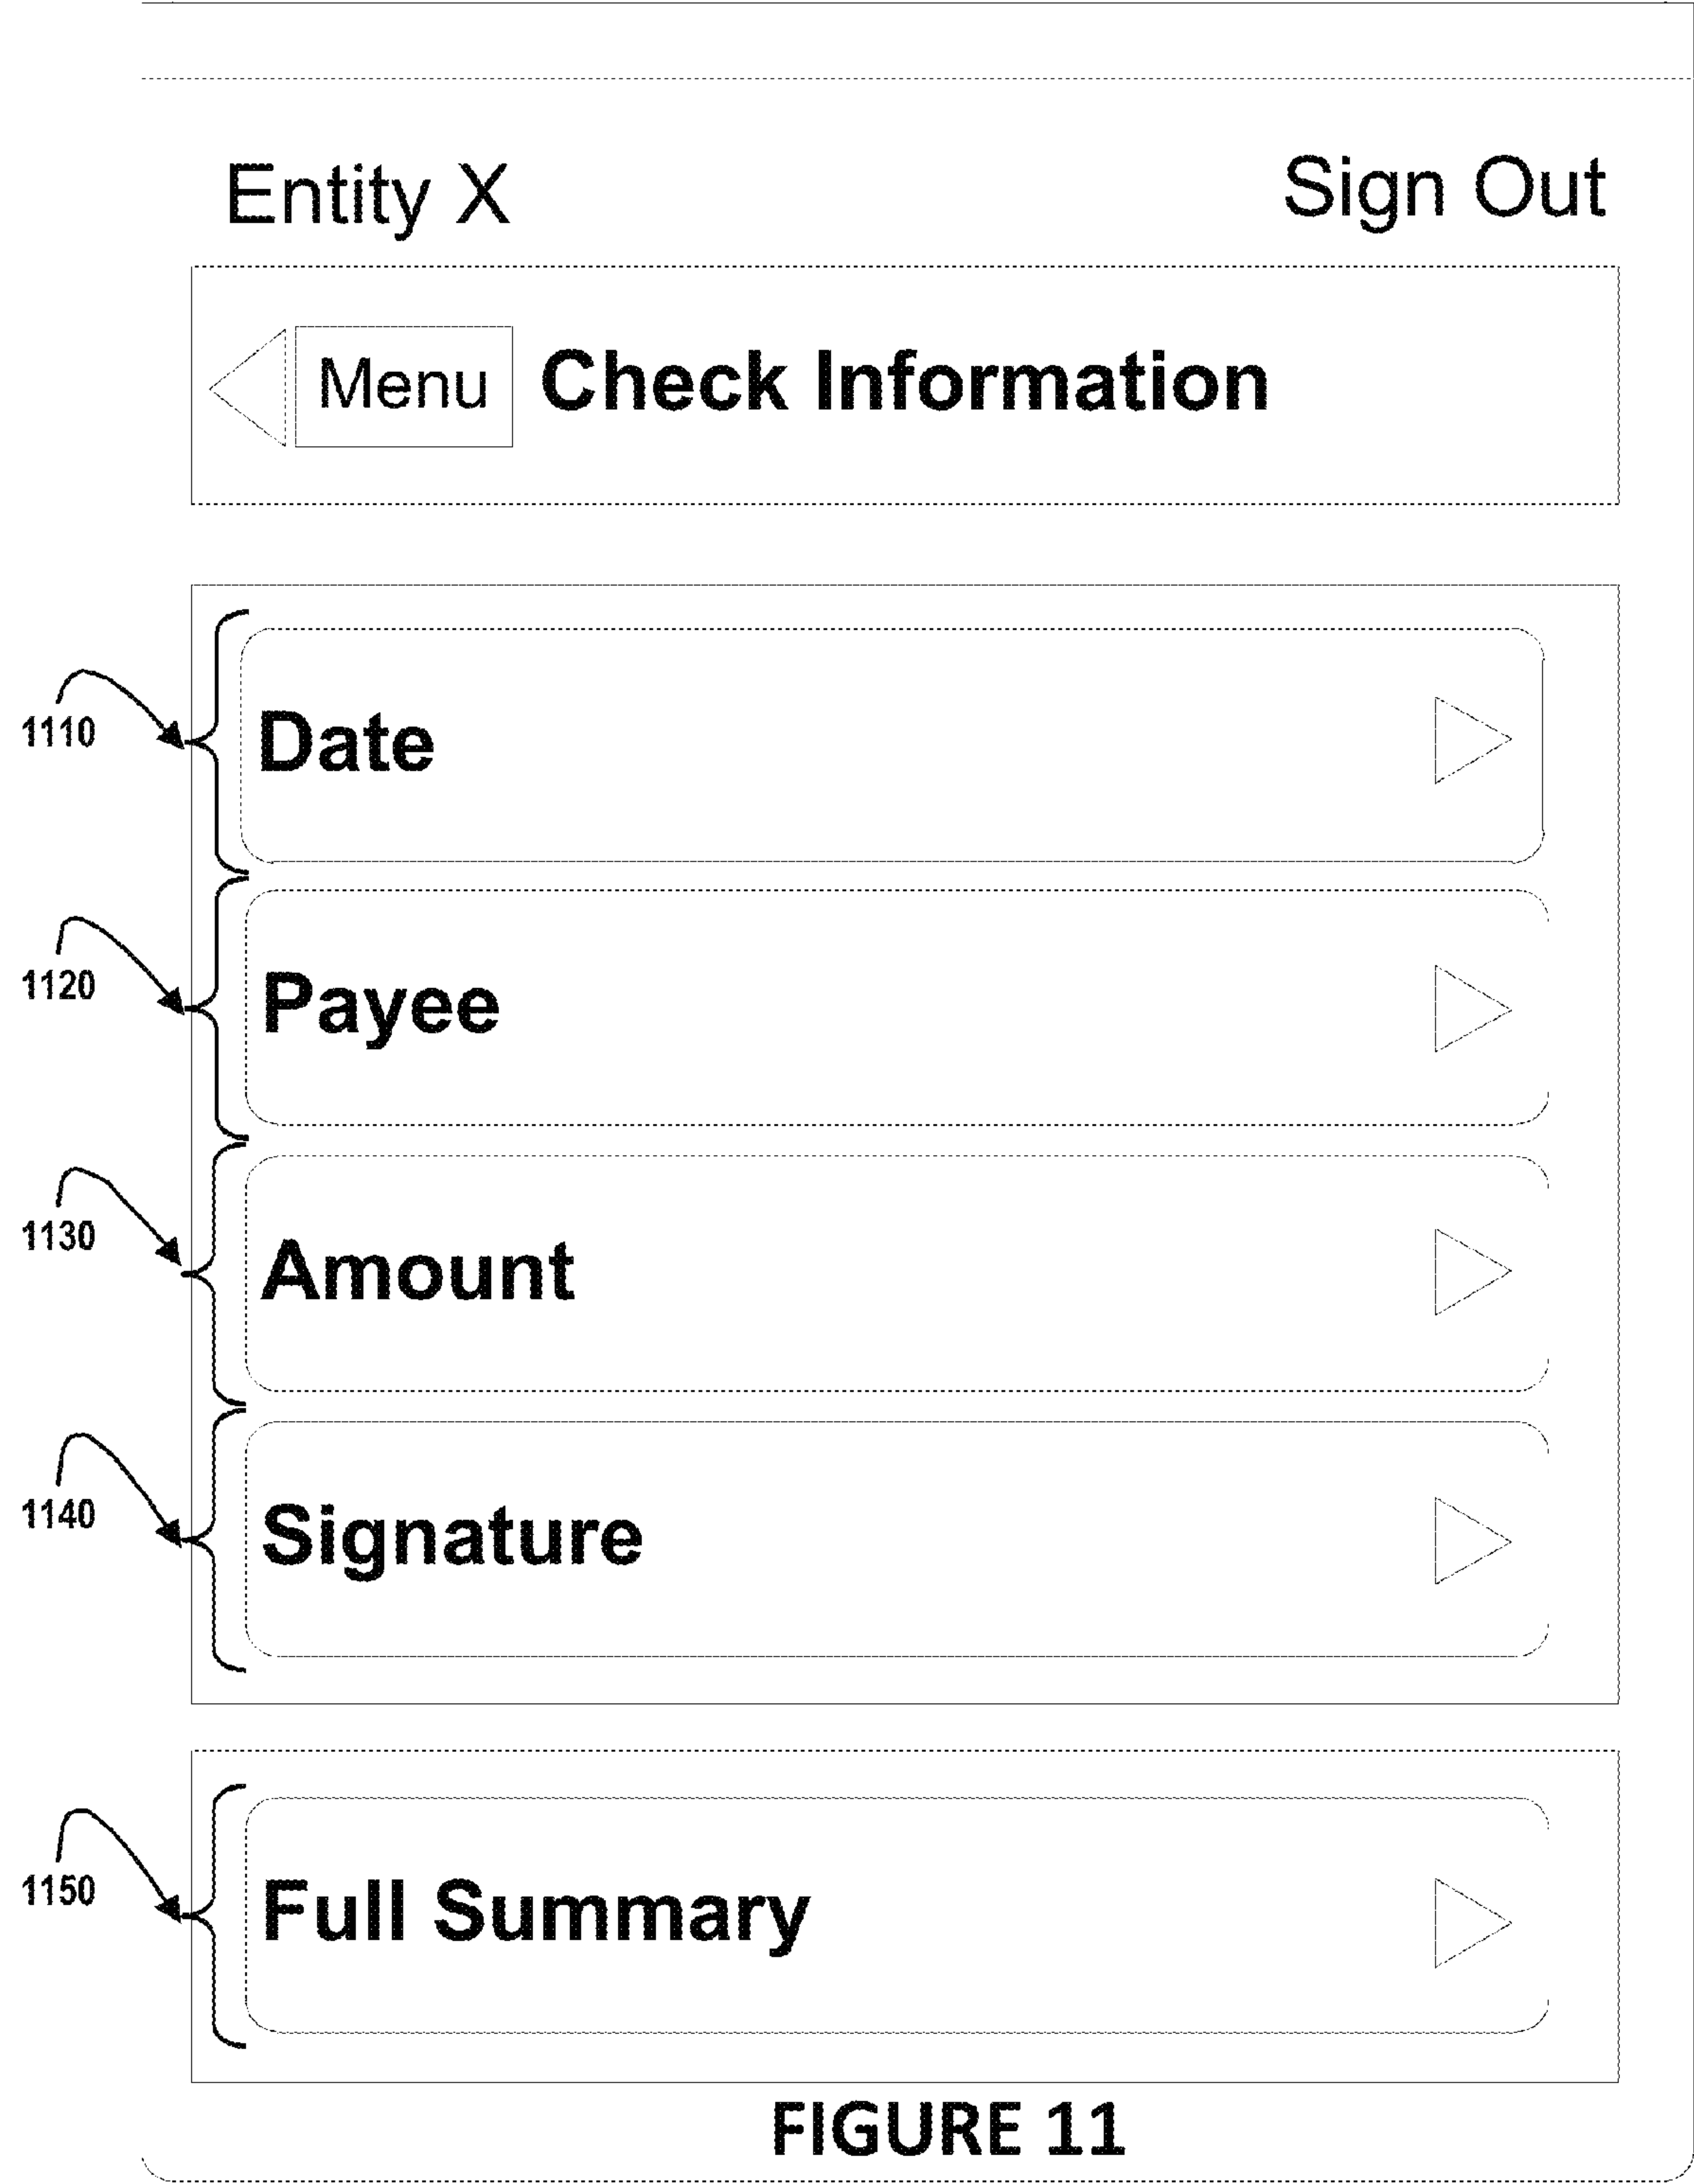 Entity X Sign Out
Menu Check Information
1110 Date
1120 Payee
1130 Amount
1140 Signature
1150 Full Summary
FIGURE 11